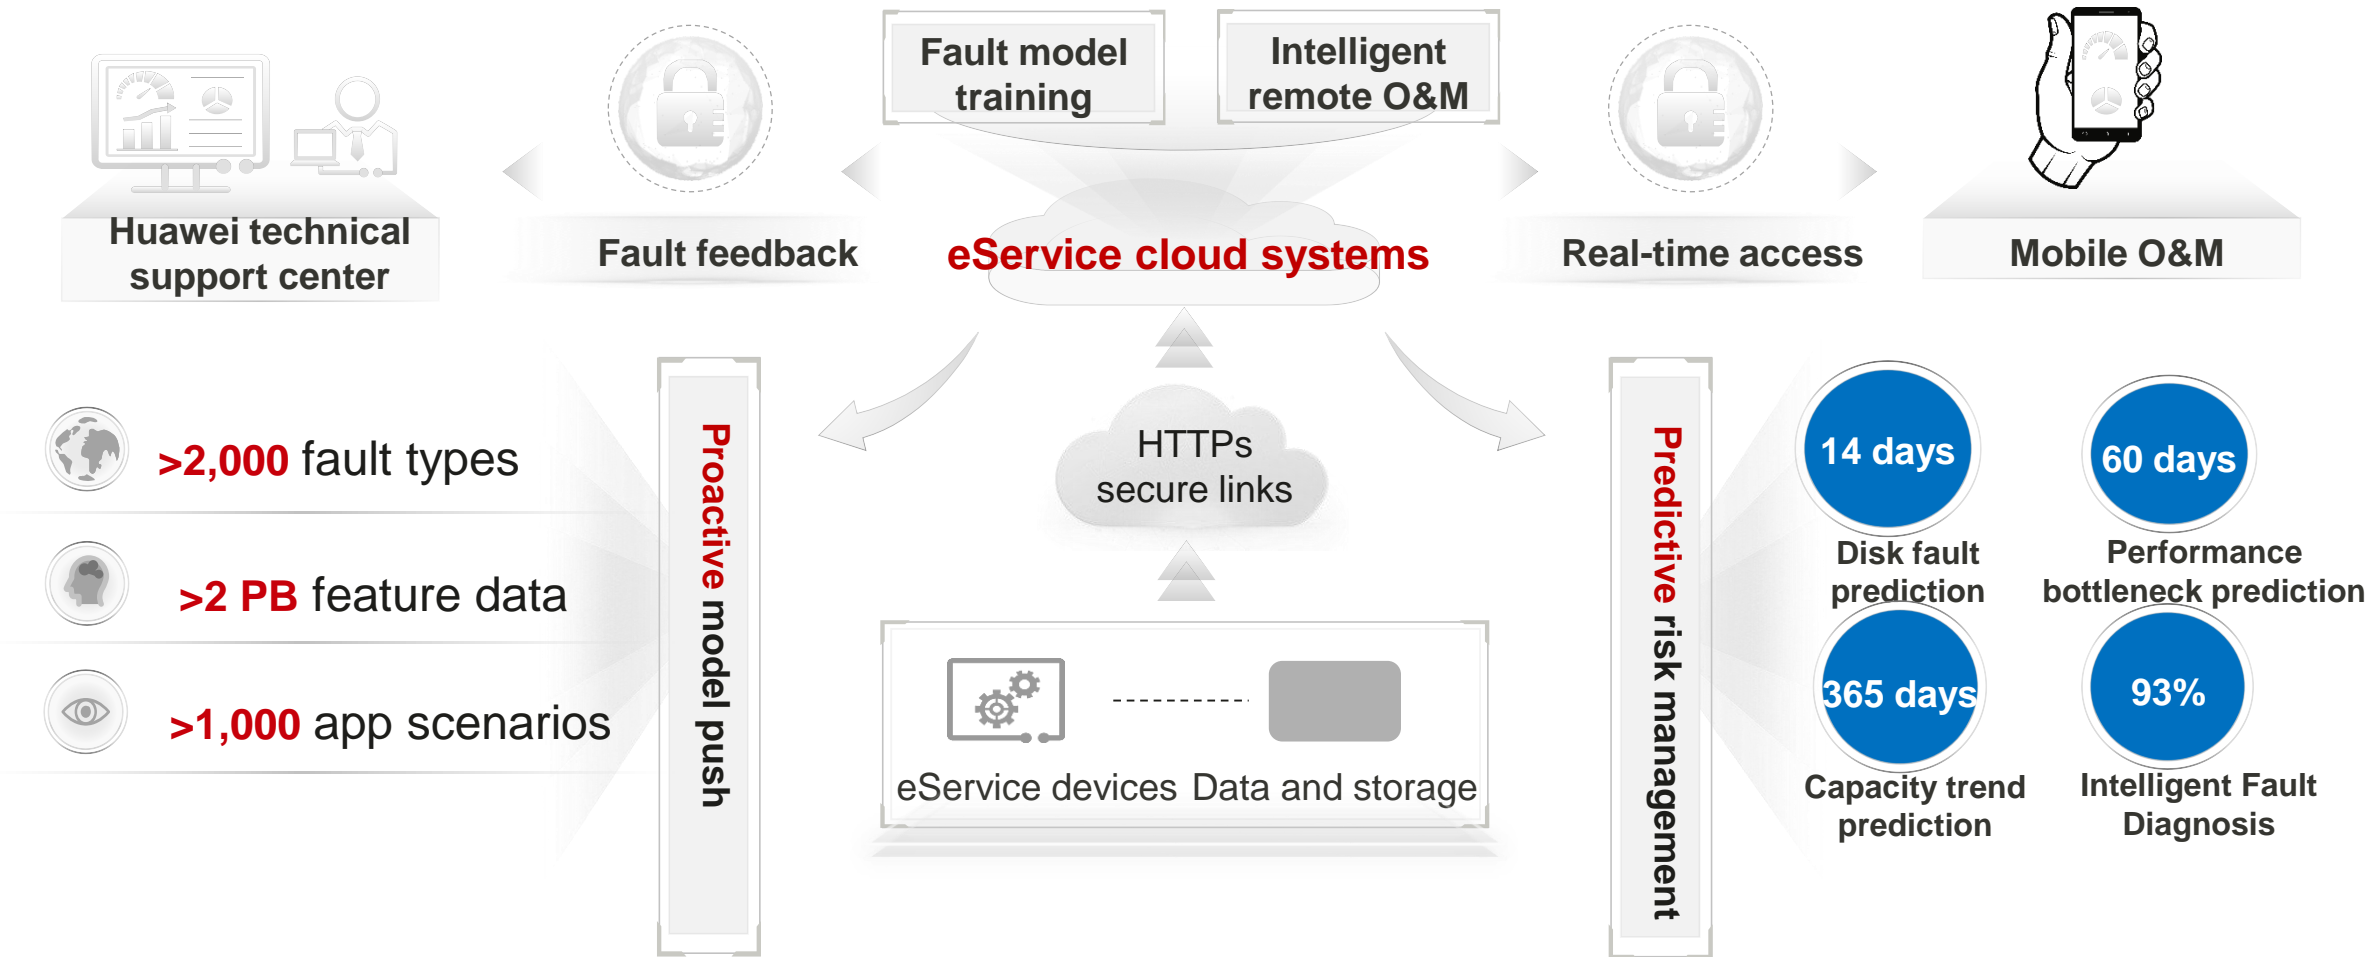 Fault model
training
Intelligent
remote O&M
Huawei technical
support center
Fault feedback
eService cloud systems
Real-time access
Mobile O&M
>2,000 fault types
>2 PB feature data
>1,000 app scenarios
Proactive model push
HTTPs
secure links
eService devices
Data and storage
Predictive risk management
14 days
Disk fault
prediction
60 days
Performance
bottleneck prediction
365 days
Capacity trend
prediction
93%
Intelligent Fault
Diagnosis